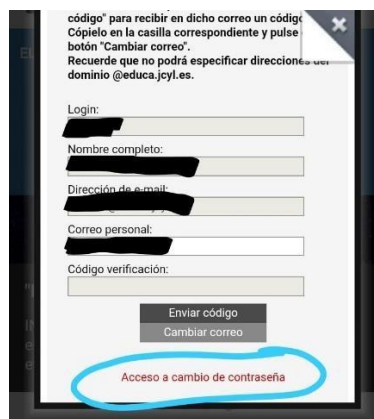 código" para recibir en dicho correo un código
Cópielo en la casilla correspondiente y pulse
botón "Cambiar correo".
Recuerde que no podrá especificar direcciones del
dominio @educa.jcyl.es.
Login:
Nombre completo:
Dirección de e-mail:
Correo personal:
Código verificación:
Enviar código
Cambiar correo
Acceso a cambio de contraseña